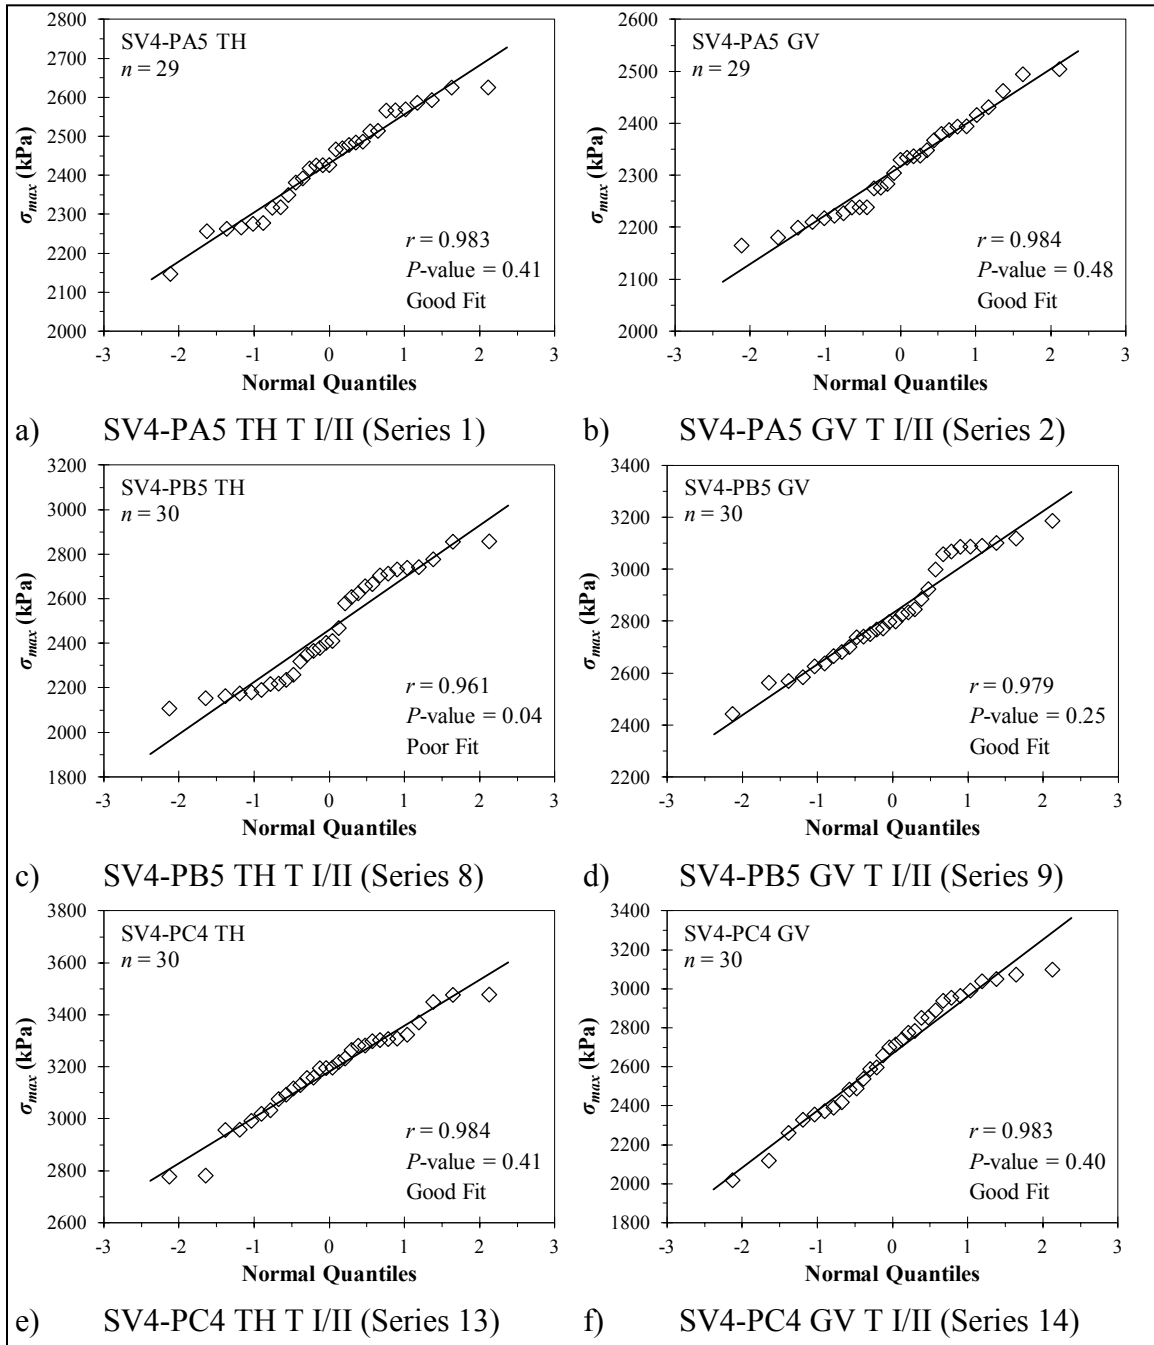 2800
2700
2600
2500
2400
2300
2200
2100
2000
σmax (kPa)
SV4-PA5 TH
n = 29
r = 0.983
P-value = 0.41
Good Fit
-3 -2 -1 0 1 2 3
Normal Quantiles
a) SV4-PA5 TH T I/II (Series 1)
2600
2500
2400
2300
2200
2100
2000
σmax (kPa)
SV4-PA5 GV
n = 29
r = 0.984
P-value = 0.48
Good Fit
-3 -2 -1 0 1 2 3
Normal Quantiles
b) SV4-PA5 GV T I/II (Series 2)
3200
3000
2800
2600
2400
2200
2000
1800
σmax (kPa)
SV4-PB5 TH
n = 30
r = 0.961
P-value = 0.04
Poor Fit
-3 -2 -1 0 1 2 3
Normal Quantiles
c) SV4-PB5 TH T I/II (Series 8)
3400
3200
3000
2800
2600
2400
2200
σmax (kPa)
SV4-PB5 GV
n = 30
r = 0.979
P-value = 0.25
Good Fit
-3 -2 -1 0 1 2 3
Normal Quantiles
d) SV4-PB5 GV T I/II (Series 9)
3800
3600
3400
3200
3000
2800
2600
σmax (kPa)
SV4-PC4 TH
n = 30
r = 0.984
P-value = 0.41
Good Fit
-3 -2 -1 0 1 2 3
Normal Quantiles
e) SV4-PC4 TH T I/II (Series 13)
3400
3200
3000
2800
2600
2400
2200
2000
1800
σmax (kPa)
SV4-PC4 GV
n = 30
r = 0.983
P-value = 0.40
Good Fit
-3 -2 -1 0 1 2 3
Normal Quantiles
f) SV4-PC4 GV T I/II (Series 14)